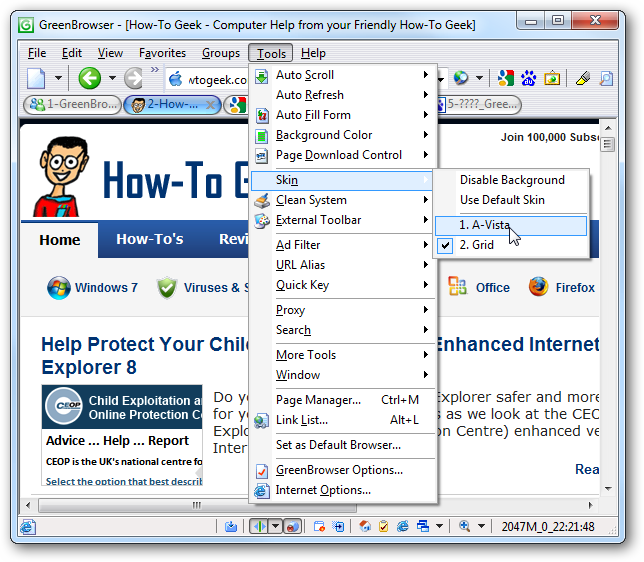 GreenBrowser - [How-To Geek - Computer Help from your Friendly How-To Geek]
File Edit View Favorites Groups Tools Help
wtogeek.co
1-GreenBro... 2-How-... 5-????_Gree...
Auto Scroll
Auto Refresh
Auto Fill Form
Background Color
Page Download Control
Skin
Clean System
External Toolbar
Ad Filter
URL Alias
Quick Key
Proxy
Search
More Tools
Window
Page Manager... Ctrl+M
Link List... Alt+L
Set as Default Browser...
GreenBrowser Options...
Internet Options...
Disable Background
Use Default Skin
1. A-Vista
2. Grid
Join 100,000 Subsc
How-To G
Home How-To's Revi
Windows 7 Viruses & S Office Firefox
Help Protect Your Chil Enhanced Internet
Explorer 8
CEOP Child Exploitation an
Online Protection Ce
Advice ... Help ... Report
CEOP is the UK's national centre fo
Select the option that best describ
Do yo Explorer safer and more
for yo s as we look at the CEO
Explo on Centre) enhanced ve
Intern
Rea
2047M_0_22:21:48